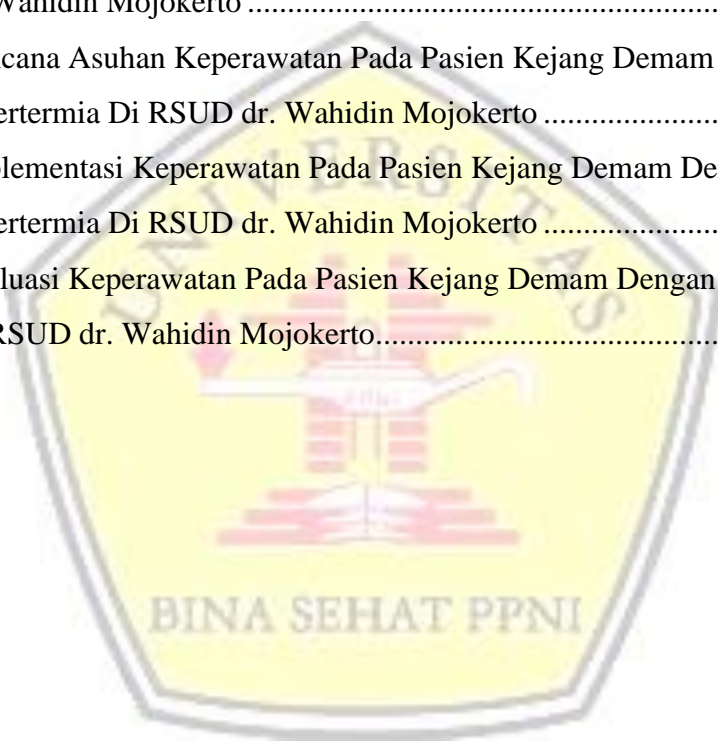 Wahidin Mojokerto ..........................................................
cana Asuhan Keperawatan Pada Pasien Kejang Demam
ertermia Di RSUD dr. Wahidin Mojokerto ......................
plementasi Keperawatan Pada Pasien Kejang Demam De
ertermia Di RSUD dr. Wahidin Mojokerto ......................
luasi Keperawatan Pada Pasien Kejang Demam Dengan
RSUD dr. Wahidin Mojokerto...........................................
UNIVERSITAS
BINA SEHAT PPNI